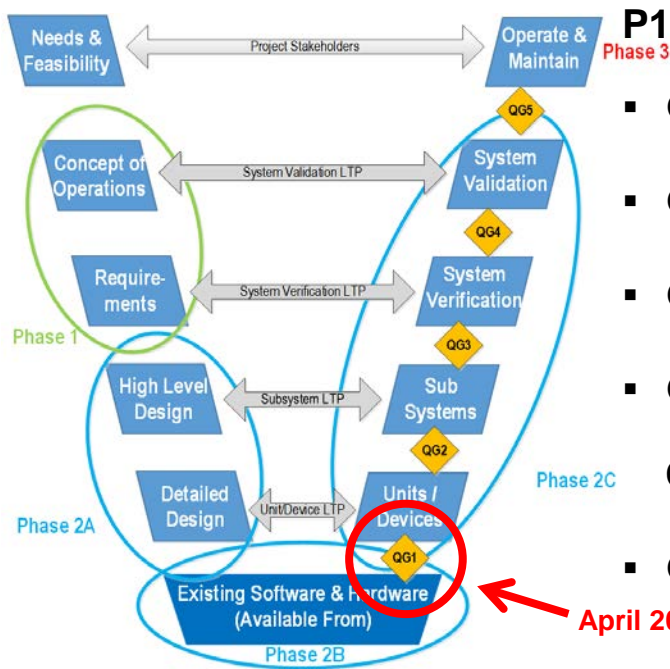 P1
Needs &
Feasibility
Project Stakeholders
Operate &
Maintain
Phase 3
QG5
Concept of
Operations
System Validation LTP
System
Validation
QG4
Require-
ments
System Verification LTP
System
Verification
Phase 1
QG3
High Level
Design
Subsystem LTP
Sub
Systems
QG2
Detailed
Design
Unit/Device LTP
Units /
Devices
Phase 2C
Phase 2A
QG1
Existing Software & Hardware
(Available From)
April 20
Phase 2B